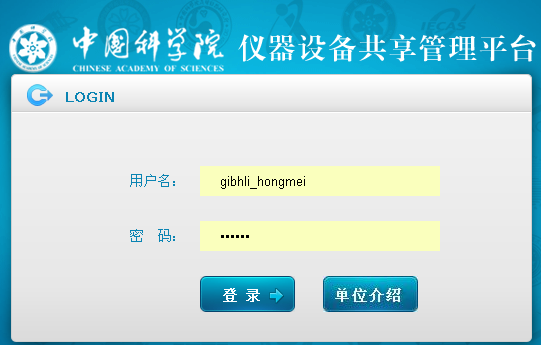 中国科学院 仪器设备共享管理平台
CHINESE ACADEMY OF SCIENCES
LOGIN
用户名： gibhli_hongmei
密 码： ••••••
登 录 单位介绍